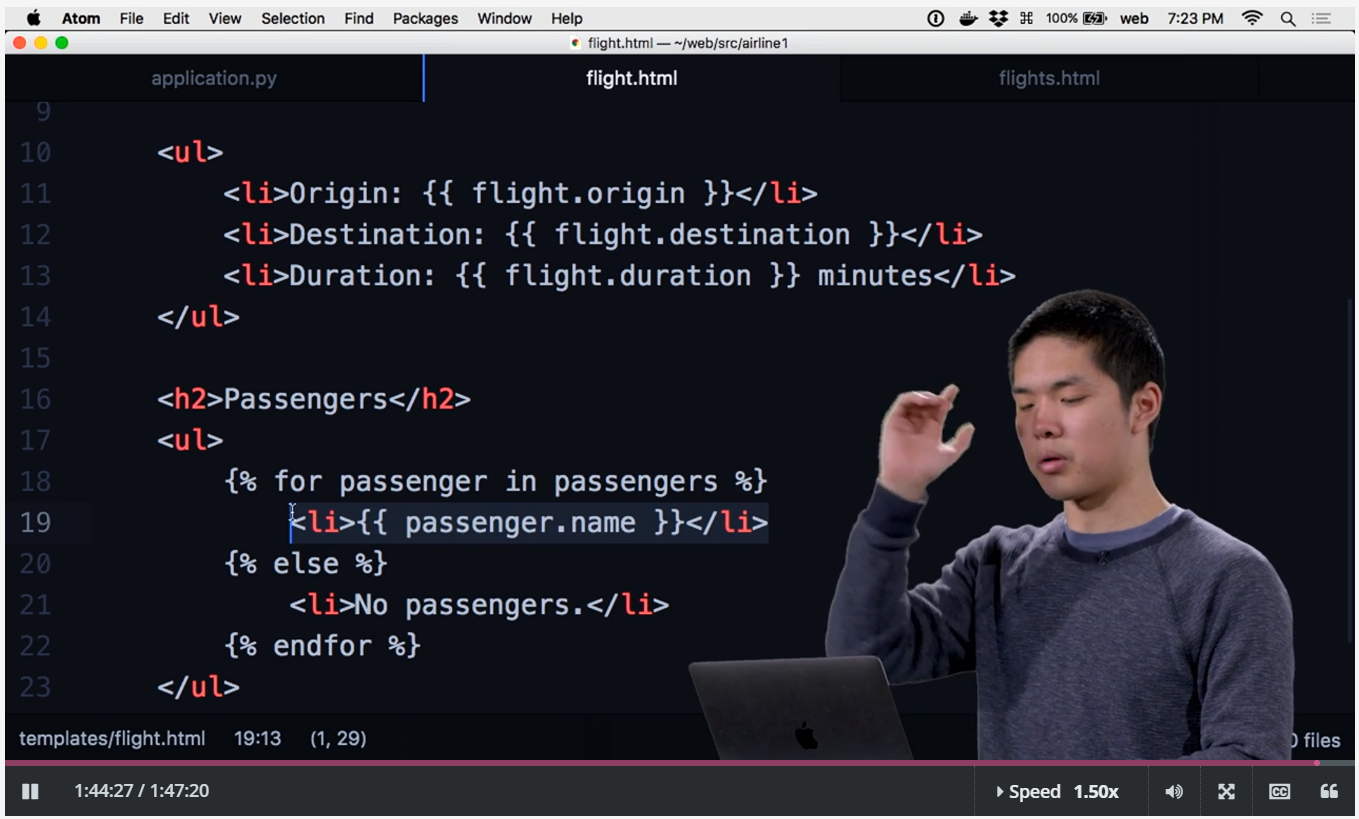 Atom File Edit View Selection Find Packages Window Help 100% web 7:23 PM
flight.html — ~/web/src/airline1
application.py flight.html flights.html
9
10 <ul>
11 <li>Origin: {{ flight.origin }}</li>
12 <li>Destination: {{ flight.destination }}</li>
13 <li>Duration: {{ flight.duration }} minutes</li>
14 </ul>
15
16 <h2>Passengers</h2>
17 <ul>
18 {% for passenger in passengers %}
19 <li>{{ passenger.name }}</li>
20 {% else %}
21 <li>No passengers.</li>
22 {% endfor %}
23 </ul>
templates/flight.html 19:13 (1, 29) 0 files
1:44:27 / 1:47:20 Speed 1.50x CC